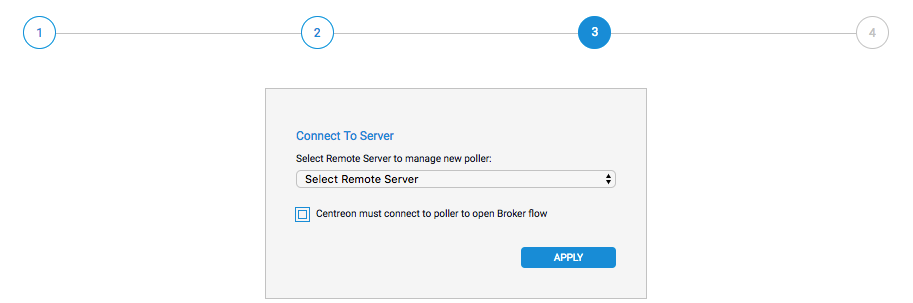 1 2 3 4
Connect To Server
Select Remote Server to manage new poller:
Select Remote Server
Centreon must connect to poller to open Broker flow
APPLY